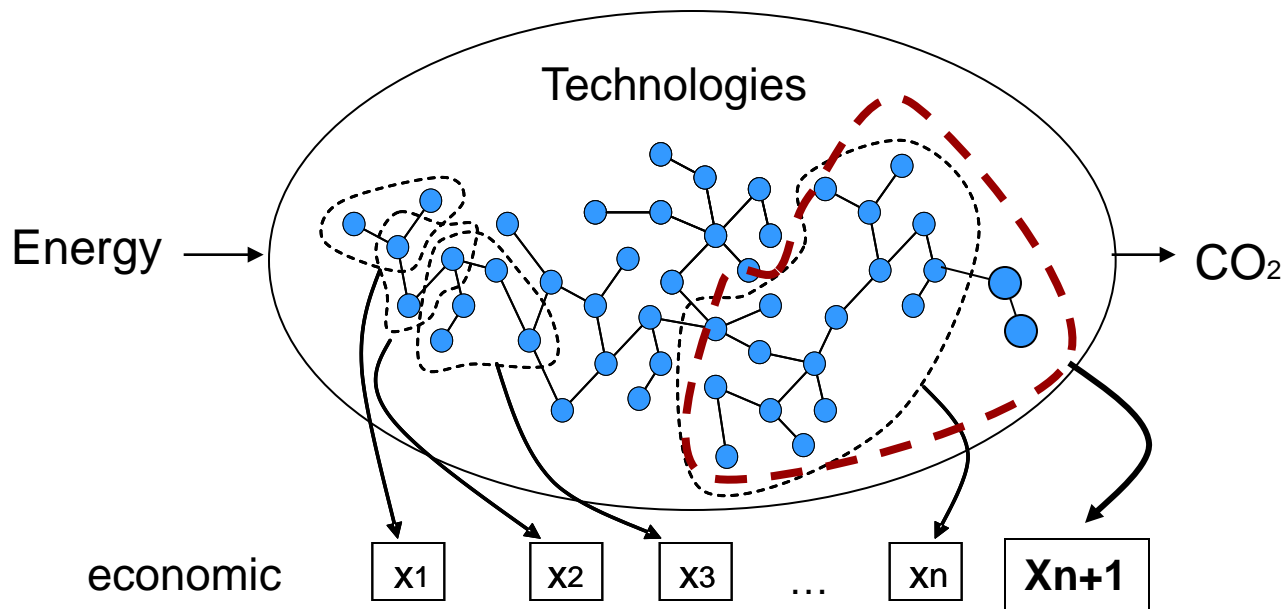 Technologies
Energy
CO₂
economic
x1
x2
x3
...
xn
Xn+1